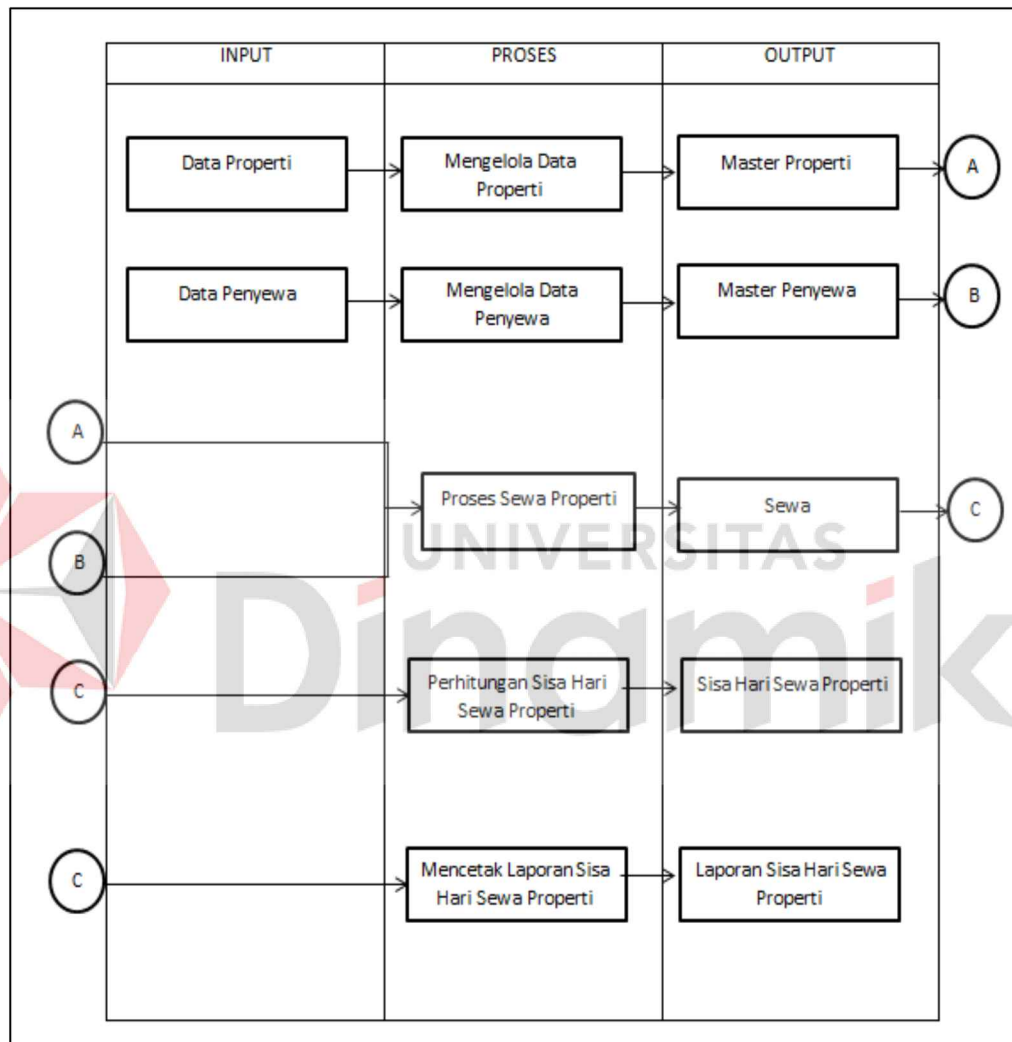 INPUT
PROSES
OUTPUT
Data Properti
Mengelola Data
Properti
Master Properti
A
Data Penyewa
Mengelola Data
Penyewa
Master Penyewa
B
A
Proses Sewa Properti
Sewa
C
B
UNIVERSITAS
Dinamik
C
Perhitungan Sisa Hari
Sewa Properti
Sisa Hari Sewa Properti
C
Mencetak Laporan Sisa
Hari Sewa Properti
Laporan Sisa Hari Sewa
Properti